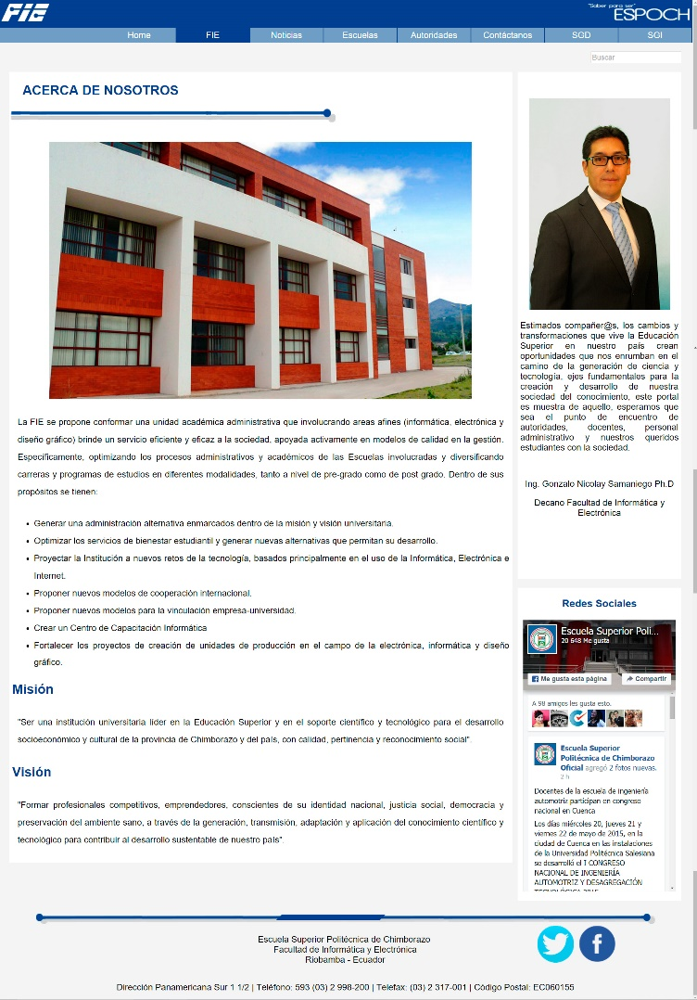 FIE
"Saber para ser"
ESPOCH
Home FIE Noticias Escuelas Autoridades Contáctanos SGD SGI
Buscar
ACERCA DE NOSOTROS
La FIE se propone conformar una unidad académica administrativa que involucrando areas afines (informática, electrónica y
diseño gráfico) brinde un servicio eficiente y eficaz a la sociedad, apoyada activamente en modelos de calidad en la gestión.
Específicamente, optimizando los procesos administrativos y académicos de las Escuelas involucradas y diversificando
carreras y programas de estudios en diferentes modalidades, tanto a nivel de pre-grado como de post grado. Dentro de sus
propósitos se tienen:
• Generar una administración alternativa enmarcados dentro de la misión y visión universitaria.
• Optimizar los servicios de bienestar estudiantil y generar nuevas alternativas que permitan su desarrollo.
• Proyectar la Institución a nuevos retos de la tecnología, basados principalmente en el uso de la Informática, Electrónica e
Internet.
• Proponer nuevos modelos de cooperación internacional.
• Proponer nuevos modelos para la vinculación empresa-universidad.
• Crear un Centro de Capacitación Informática
• Fortalecer los proyectos de creación de unidades de producción en el campo de la electrónica, informática y diseño
gráfico.
Misión
"Ser una institución universitaria líder en la Educación Superior y en el soporte científico y tecnológico para el desarrollo
socioeconómico y cultural de la provincia de Chimborazo y del país, con calidad, pertinencia y reconocimiento social".
Visión
"Formar profesionales competitivos, emprendedores, conscientes de su identidad nacional, justicia social, democracia y
preservación del ambiente sano, a través de la generación, transmisión, adaptación y aplicación del conocimiento científico y
tecnológico para contribuir al desarrollo sustentable de nuestro país".
Estimados compañer@s, los cambios y
transformaciones que vive la Educación
Superior en nuestro país crean
oportunidades que nos enrumban en el
camino de la generación de ciencia y
tecnología, ejes fundamentales para la
creación y desarrollo de nuestra
sociedad del conocimiento, este portal
es muestra de aquello, esperamos que
sea el punto de encuentro de
autoridades, docentes, personal
administrativo y nuestros queridos
estudiantes con la sociedad.
Ing. Gonzalo Nicolay Samaniego Ph.D
Decano Facultad de Informática y
Electrónica
Redes Sociales
Escuela Superior Poli...
20 648 Me gusta
Me gusta esta página
Compartir
A 98 amigos les gusta esto.
Escuela Superior
Politécnica de Chimborazo
Oficial agregó 2 fotos nuevas.
2 h
Docentes de la escuela de ingeniería
automotriz participan en congreso
nacional en Cuenca
Los días miércoles 20, jueves 21 y
viernes 22 de mayo de 2015, en la
ciudad de Cuenca en las instalaciones
de la Universidad Politécnica Salesiana
se desarrolló el I CONGRESO
NACIONAL DE INGENIERÍA
AUTOMOTRIZ Y DESAGREGACIÓN
TECNOLÓGICA 2015
Escuela Superior Politécnica de Chimborazo
Facultad de Informática y Electrónica
Riobamba - Ecuador
Dirección Panamericana Sur 1 1/2 | Teléfono: 593 (03) 2 998-200 | Telefax: (03) 2 317-001 | Código Postal: EC060155